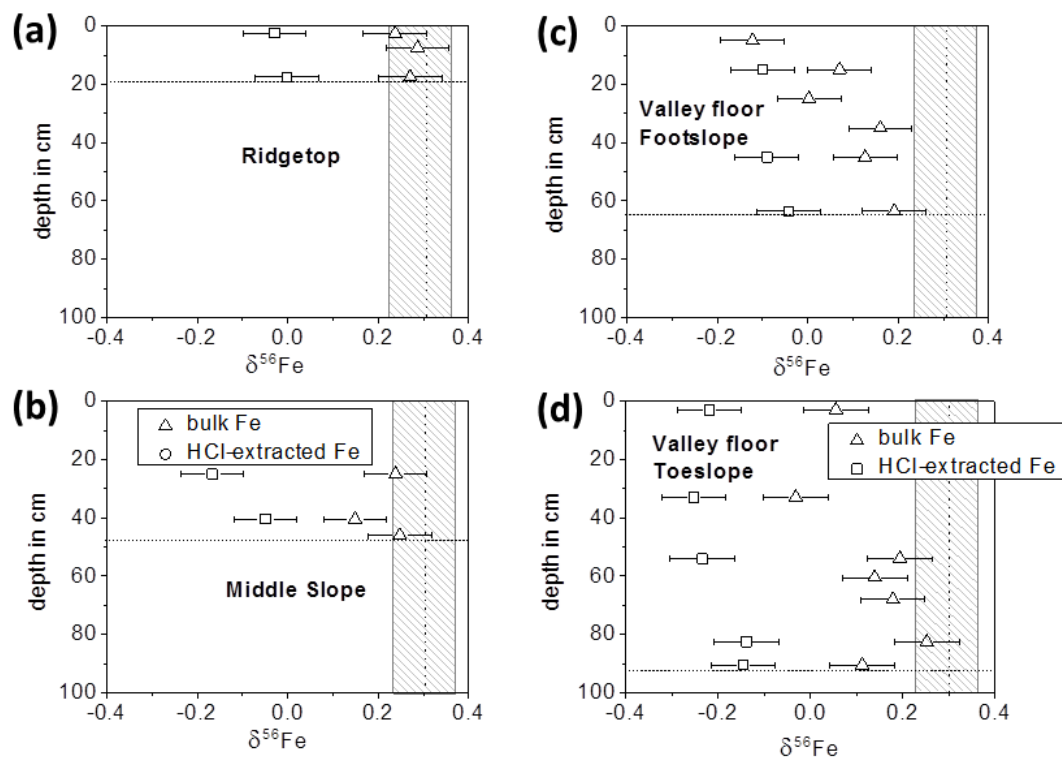 (a)
0
20
40
60
80
100
depth in cm
Ridgetop
-0.4 -0.2 0.0 0.2 0.4
δ⁵⁶Fe
(c)
0
20
40
60
80
100
depth in cm
Valley floor
Footslope
-0.4 -0.2 0.0 0.2 0.4
δ⁵⁶Fe
(b)
0
20
40
60
80
100
depth in cm
bulk Fe
HCl-extracted Fe
Middle Slope
-0.4 -0.2 0.0 0.2 0.4
δ⁵⁶Fe
(d)
0
20
40
60
80
100
depth in cm
Valley floor
Toeslope
bulk Fe
HCl-extracted Fe
-0.4 -0.2 0.0 0.2 0.4
δ⁵⁶Fe